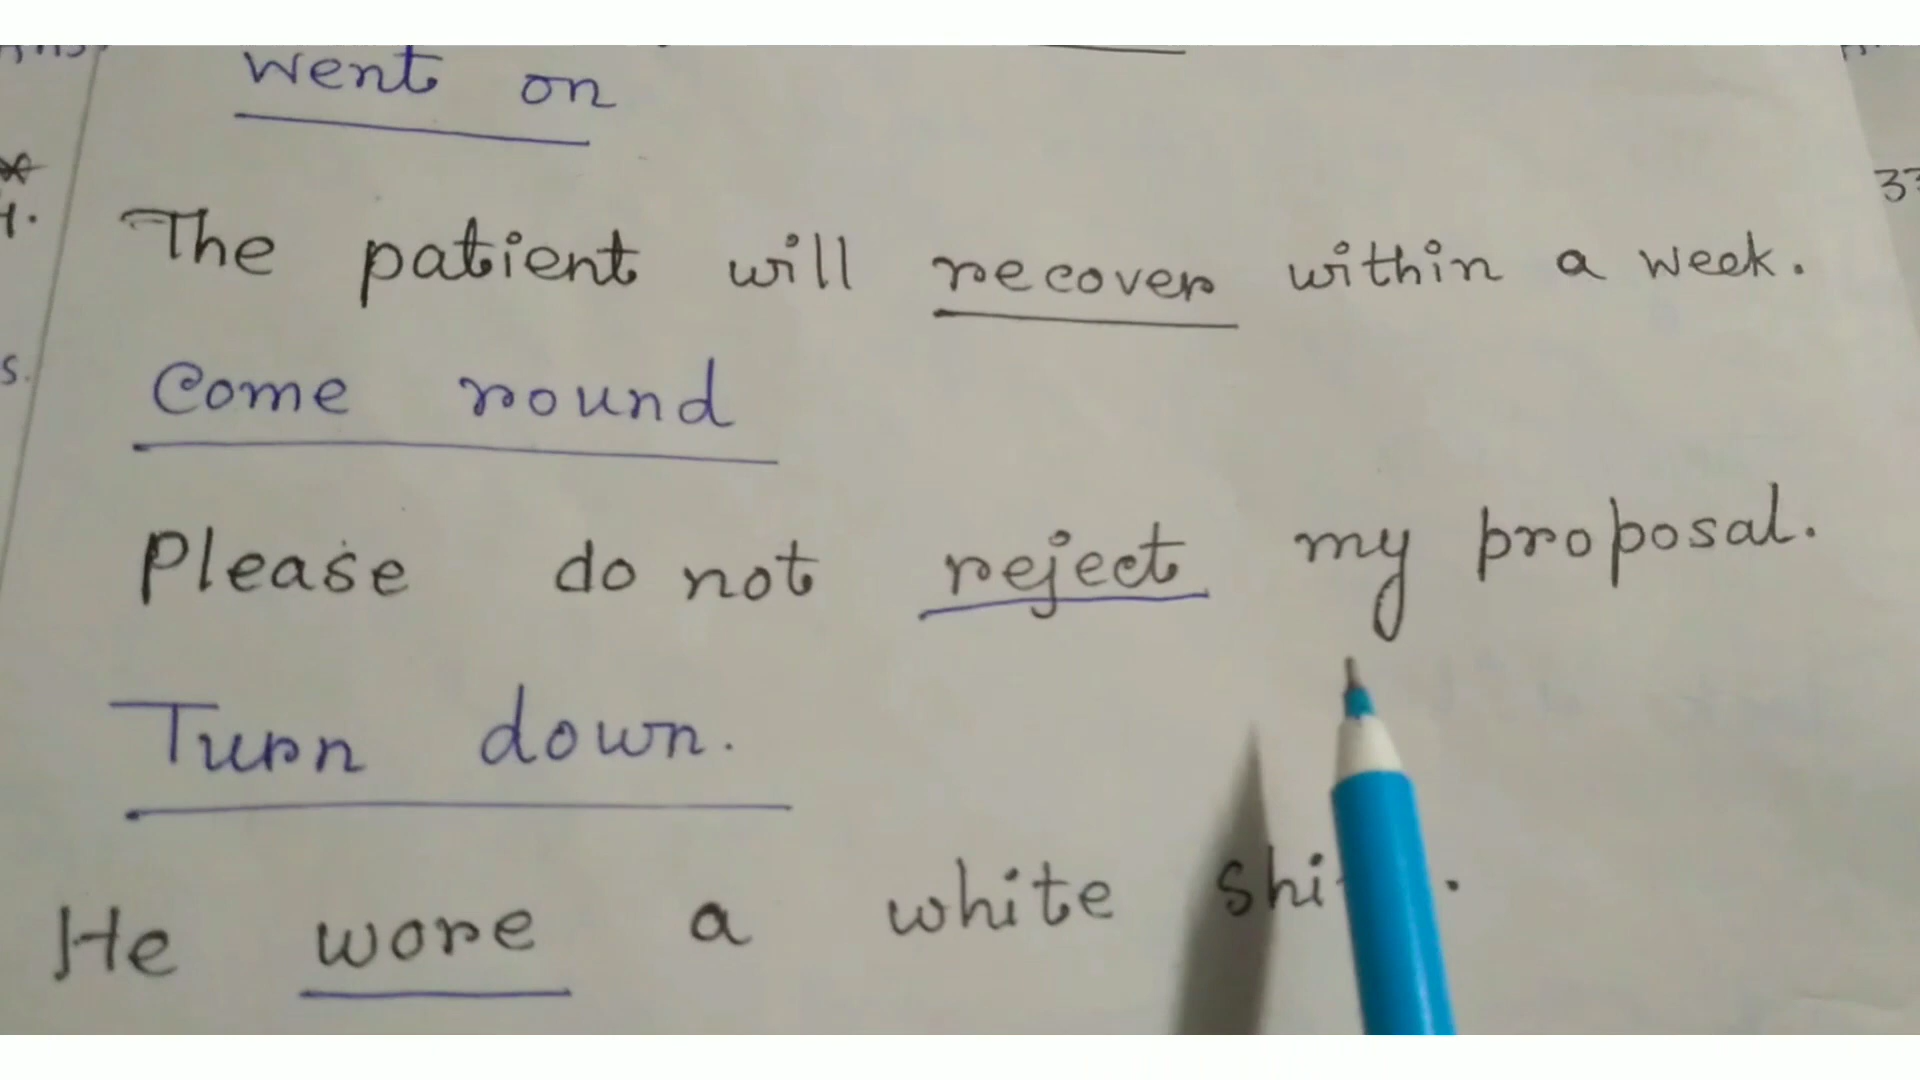 went on
The patient will recover within a week.
Come round
Please do not reject my proposal.
Turn down.
He wore a white